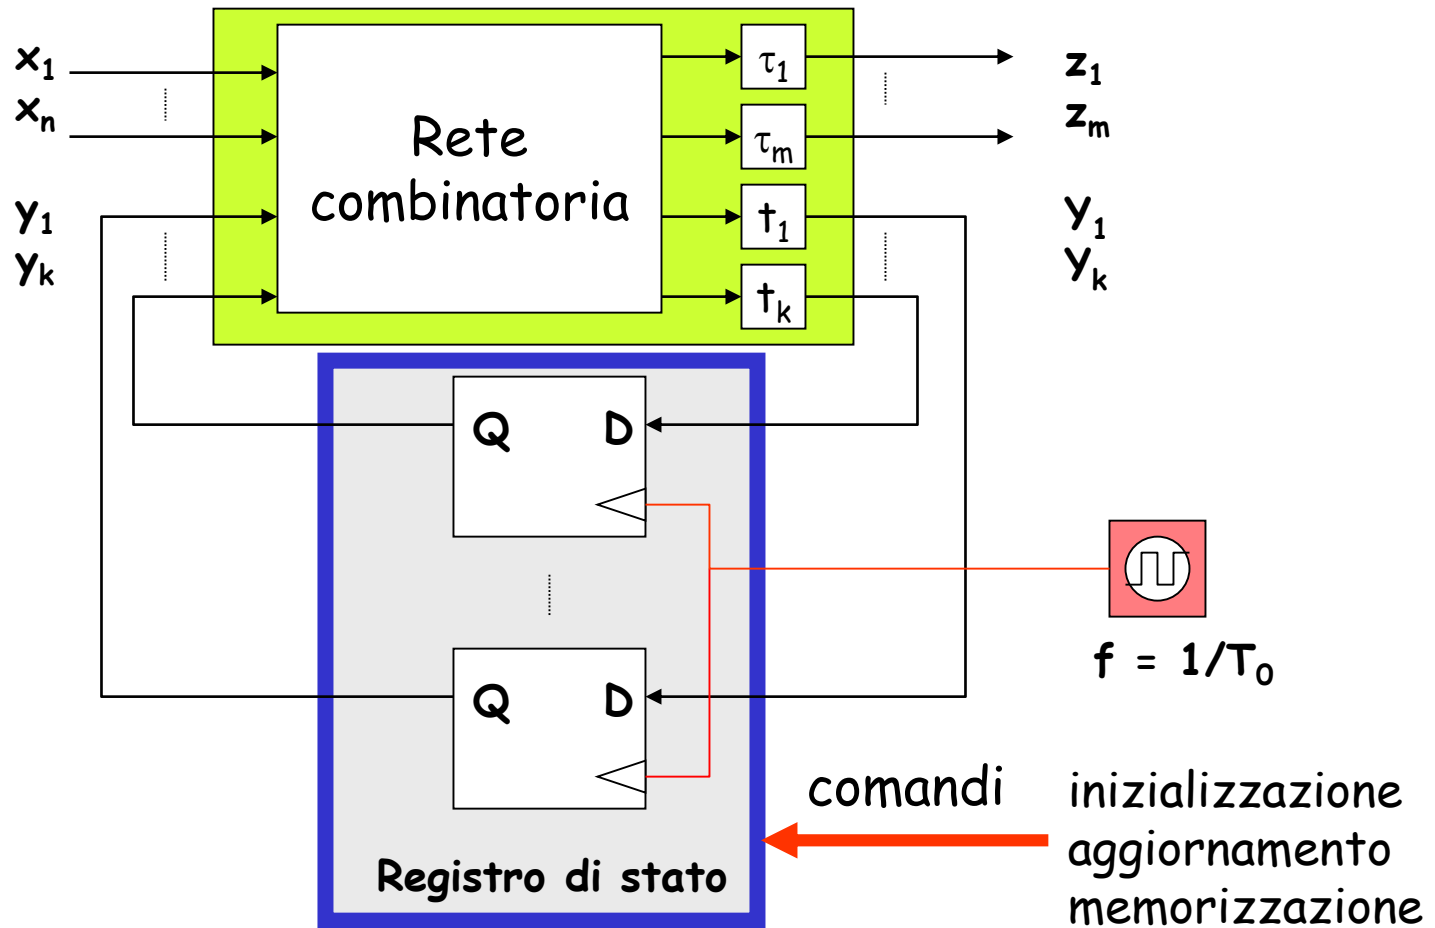 x₁
xₙ
y₁
yₖ
Rete
combinatoria
τ₁
τₘ
t₁
tₖ
z₁
zₘ
Y₁
Yₖ
Q D
Q D
f = 1/T₀
Registro di stato
comandi
inizializzazione
aggiornamento
memorizzazione